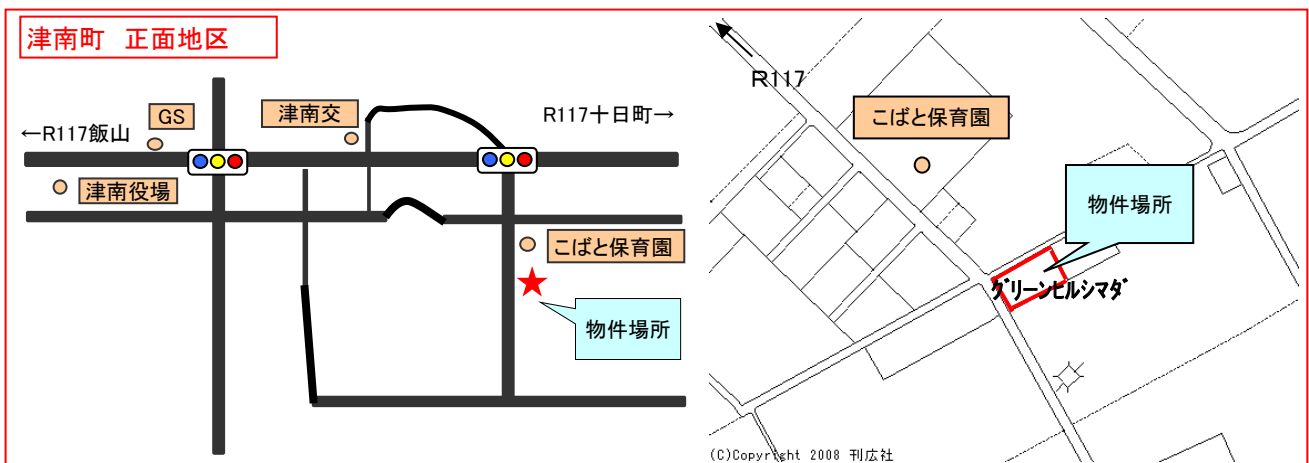 津南町 正面地区
GS
津南交
R117十日町→
←R117飯山
津南役場
こばと保育園
物件場所
R117
こばと保育園
物件場所
グリーンヒルシマダ
(C)Copyright 2008 刊広社